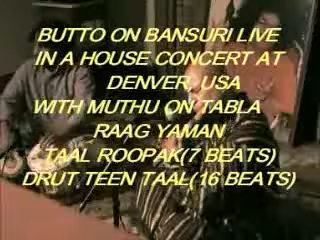 BUTTO ON BANSURI LIVE
IN A HOUSE CONCERT AT
DENVER, USA
WITH MUTHU ON TABLA
RAAG YAMAN
TAAL ROOPAK(7 BEATS)
DRUT TEEN TAAL(16 BEATS)